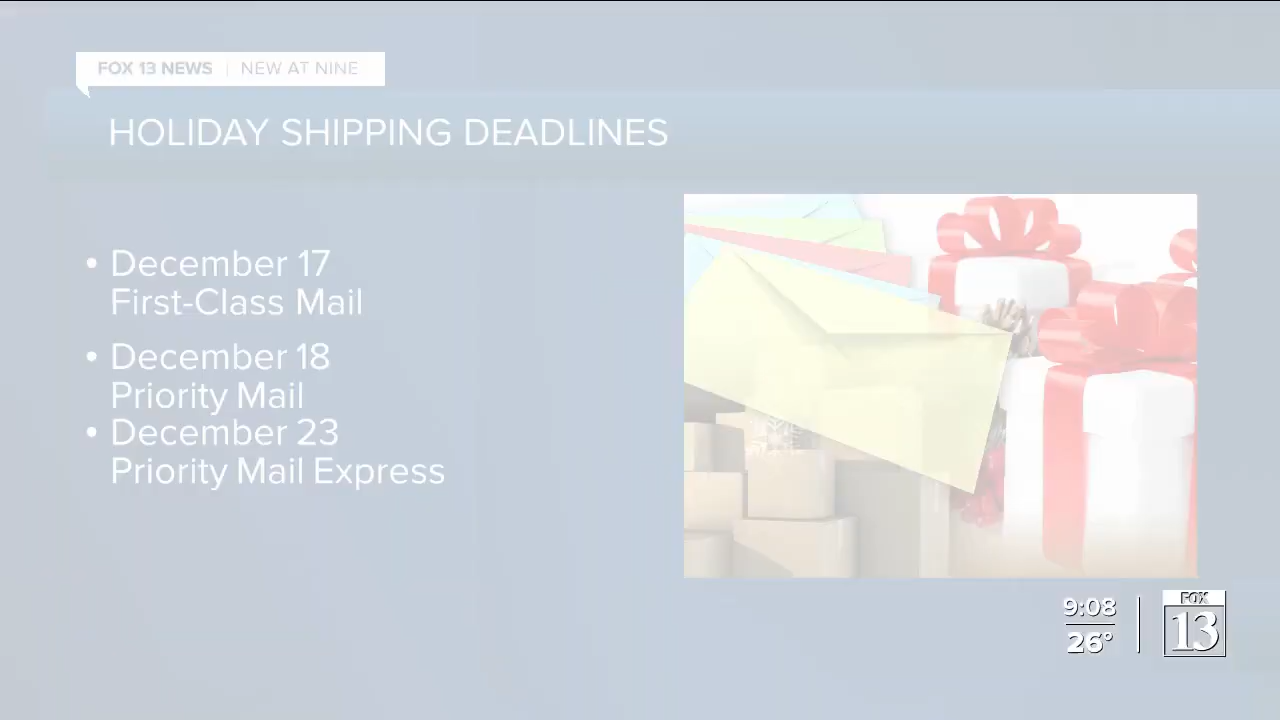 FOX 13 NEWS | NEW AT NINE
HOLIDAY SHIPPING DEADLINES
• December 17
First-Class Mail
• December 18
Priority Mail
• December 23
Priority Mail Express
9:08
26°
FOX
13